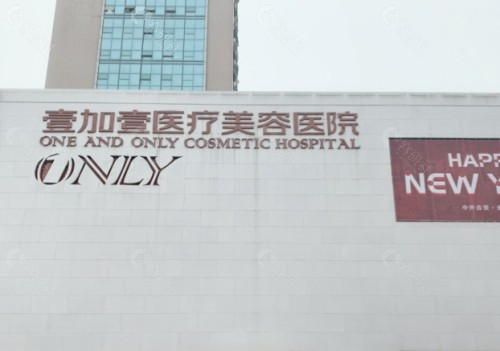 壹加壹医疗美容医院
ONE AND ONLY COSMETIC HOSPITAL
ONLY
HAPP
NEW Y